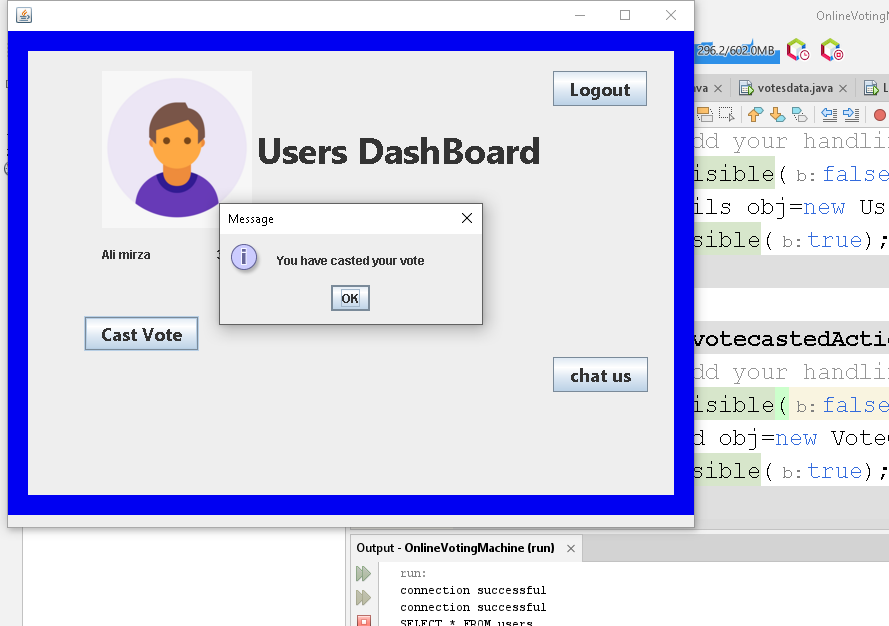 OnlineVotingM
296.2/602.0MB
Logout
ava
votesdata.java
Users DashBoard
dd your handlin
isible( b: false
ils obj=new Us
sible( b: true);
Message
You have casted your vote
OK
Ali mirza
Cast Vote
votecastedActi
chat us
dd your handlin
isible( b: false
d obj=new Vote
sible( b: true);
Output - OnlineVotingMachine (run)
run:
connection successful
connection successful
SELECT * FROM users